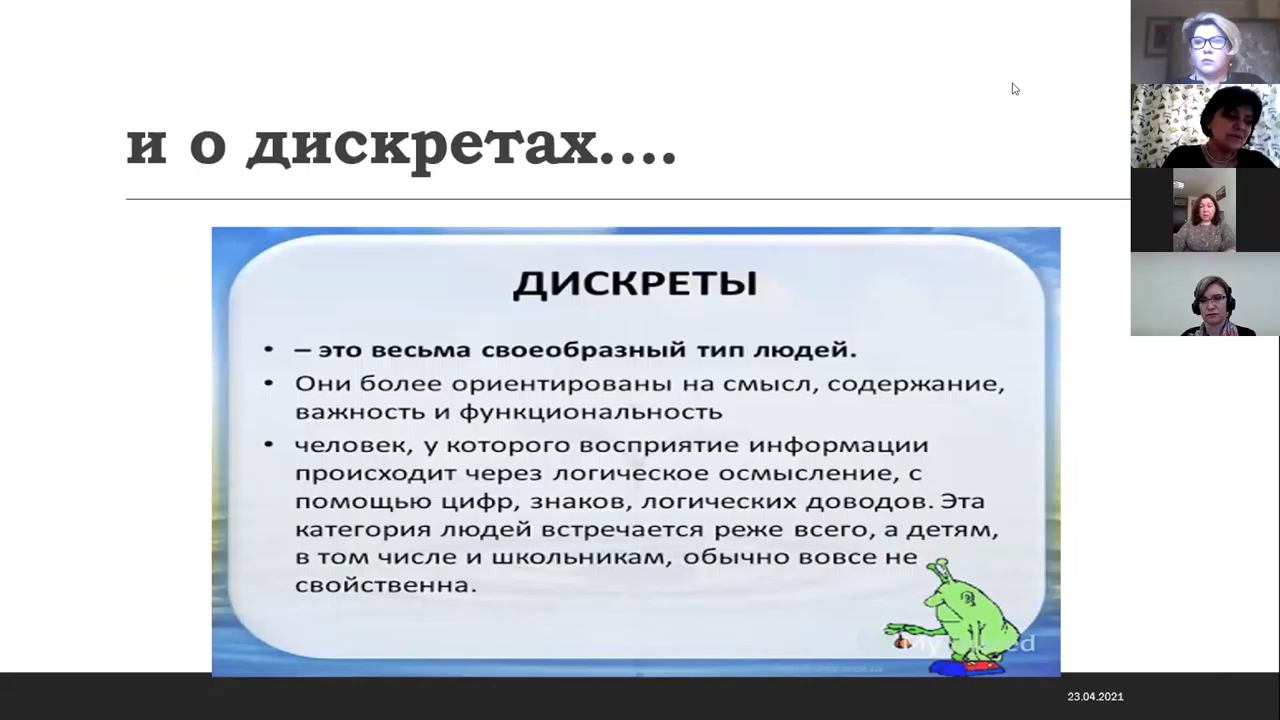 и о дискретах....
ДИСКРЕТЫ
• – это весьма своеобразный тип людей.
• Они более ориентированы на смысл, содержание,
важность и функциональность
• человек, у которого восприятие информации
происходит через логическое осмысление, с
помощью цифр, знаков, логических доводов. Эта
категория людей встречается реже всего, а детям,
в том числе и школьникам, обычно вовсе не
свойственна.
23.04.2021